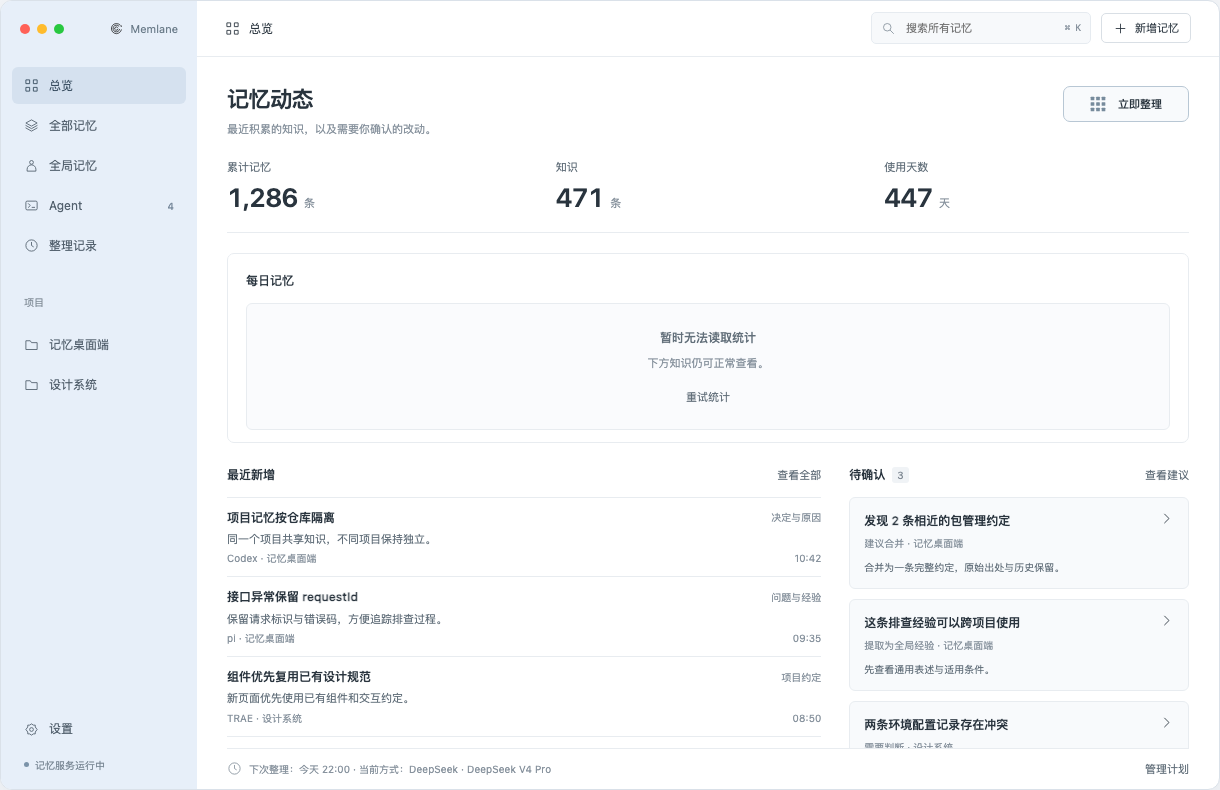 Memlane
总览
全部记忆
全局记忆
Agent 4
整理记录
项目
记忆桌面端
设计系统
设置
记忆服务运行中
总览
搜索所有记忆 ⌘ K
新增记忆
记忆动态
最近积累的知识，以及需要你确认的改动。
立即整理
累计记忆
1,286 条
知识
471 条
使用天数
447 天
每日记忆
暂时无法读取统计
下方知识仍可正常查看。
重试统计
最近新增 查看全部
项目记忆按仓库隔离 决定与原因
同一个项目共享知识，不同项目保持独立。
Codex · 记忆桌面端 10:42
接口异常保留 requestId 问题与经验
保留请求标识与错误码，方便追踪排查过程。
pi · 记忆桌面端 09:35
组件优先复用已有设计规范 项目约定
新页面优先使用已有组件和交互约定。
TRAE · 设计系统 08:50
待确认 3 查看建议
发现 2 条相近的包管理约定
建议合并 · 记忆桌面端
合并为一条完整约定，原始出处与历史保留。
这条排查经验可以跨项目使用
提取为全局经验 · 记忆桌面端
先查看通用表述与适用条件。
两条环境配置记录存在冲突
需要判断 · 设计系统
下次整理：今天 22:00 · 当前方式：DeepSeek · DeepSeek V4 Pro
管理计划